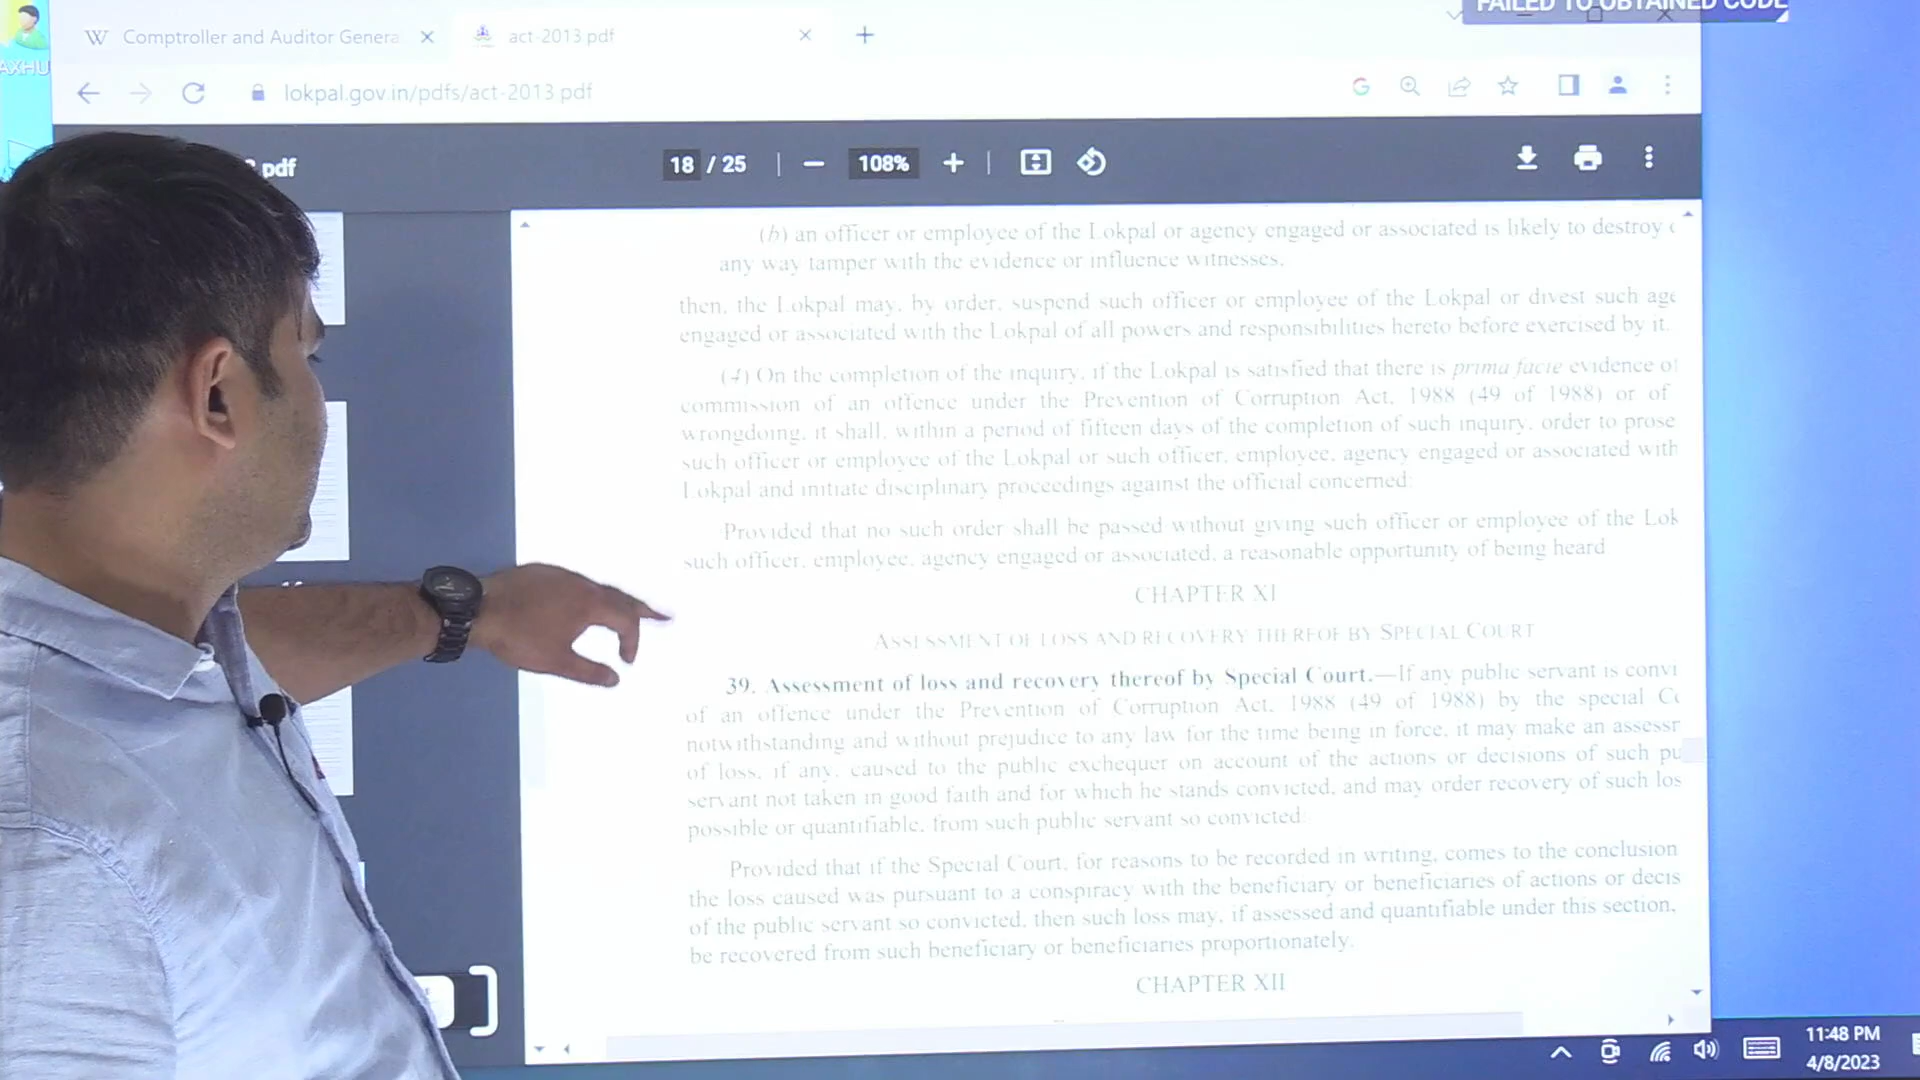 FAILED TO OBTAINED CODE
Comptroller and Auditor Genera
act-2013.pdf
AXHU
lokpal.gov.in/pdfs/act-2013.pdf
pdf
18 / 25
108%
(b) an officer or employee of the Lokpal or agency engaged or associated is likely to destroy
any way tamper with the evidence or influence witnesses.
then, the Lokpal may, by order, suspend such officer or employee of the Lokpal or divest such age
engaged or associated with the Lokpal of all powers and responsibilities hereto before exercised by it.
(4) On the completion of the inquiry, if the Lokpal is satisfied that there is prima facie evidence of
commission of an offence under the Prevention of Corruption Act, 1988 (49 of 1988) or of
wrongdoing, it shall, within a period of fifteen days of the completion of such inquiry, order to prose
such officer or employee of the Lokpal or such officer, employee, agency engaged or associated with
Lokpal and initiate disciplinary proceedings against the official concerned:
Provided that no such order shall be passed without giving such officer or employee of the Lok
such officer, employee, agency engaged or associated, a reasonable opportunity of being heard
CHAPTER XI
ASSESSMENT OF LOSS AND RECOVERY THEREOF BY SPECIAL COURT
39. Assessment of loss and recovery thereof by Special Court.—If any public servant is convi
of an offence under the Prevention of Corruption Act, 1988 (49 of 1988) by the special Co
notwithstanding and without prejudice to any law for the time being in force, it may make an assessm
of loss, if any, caused to the public exchequer on account of the actions or decisions of such pu
servant not taken in good faith and for which he stands convicted, and may order recovery of such los
possible or quantifiable, from such public servant so convicted:
Provided that if the Special Court, for reasons to be recorded in writing, comes to the conclusion
the loss caused was pursuant to a conspiracy with the beneficiary or beneficiaries of actions or decis
of the public servant so convicted, then such loss may, if assessed and quantifiable under this section,
be recovered from such beneficiary or beneficiaries proportionately.
CHAPTER XII
11:48 PM
4/8/2023